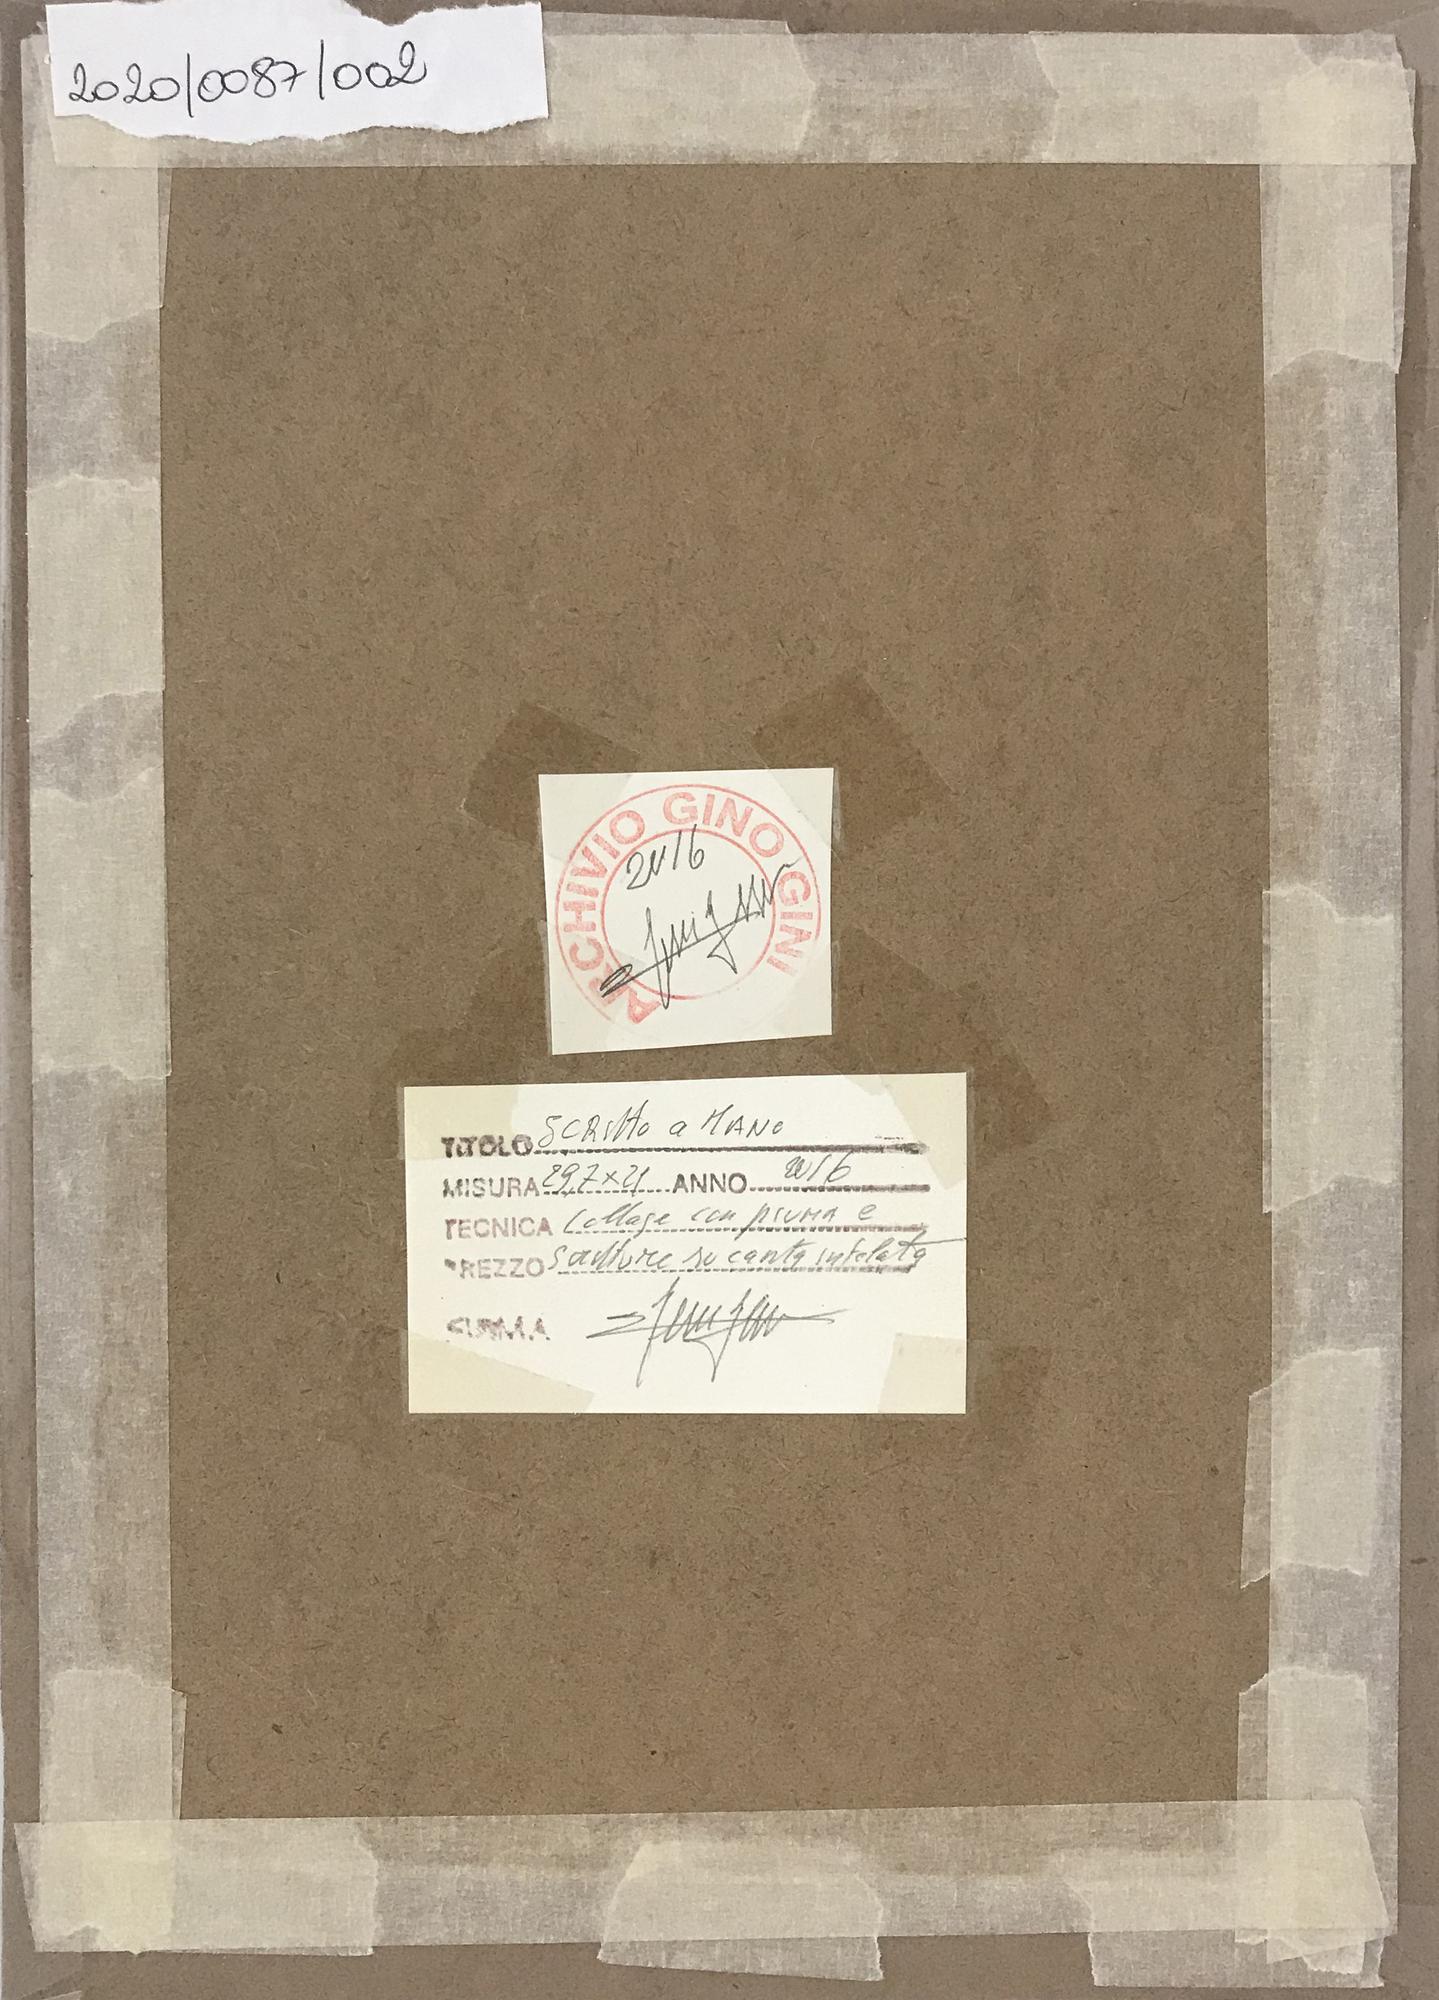 2020/0087/002
ARCHIVIO GINO GINI
2016
TITOLO SCRITTO a MANO
MISURA 29,7x21 ANNO 2016
TECNICA Collage con piuma e
PREZZO scritture su carta intelata
FIRMA